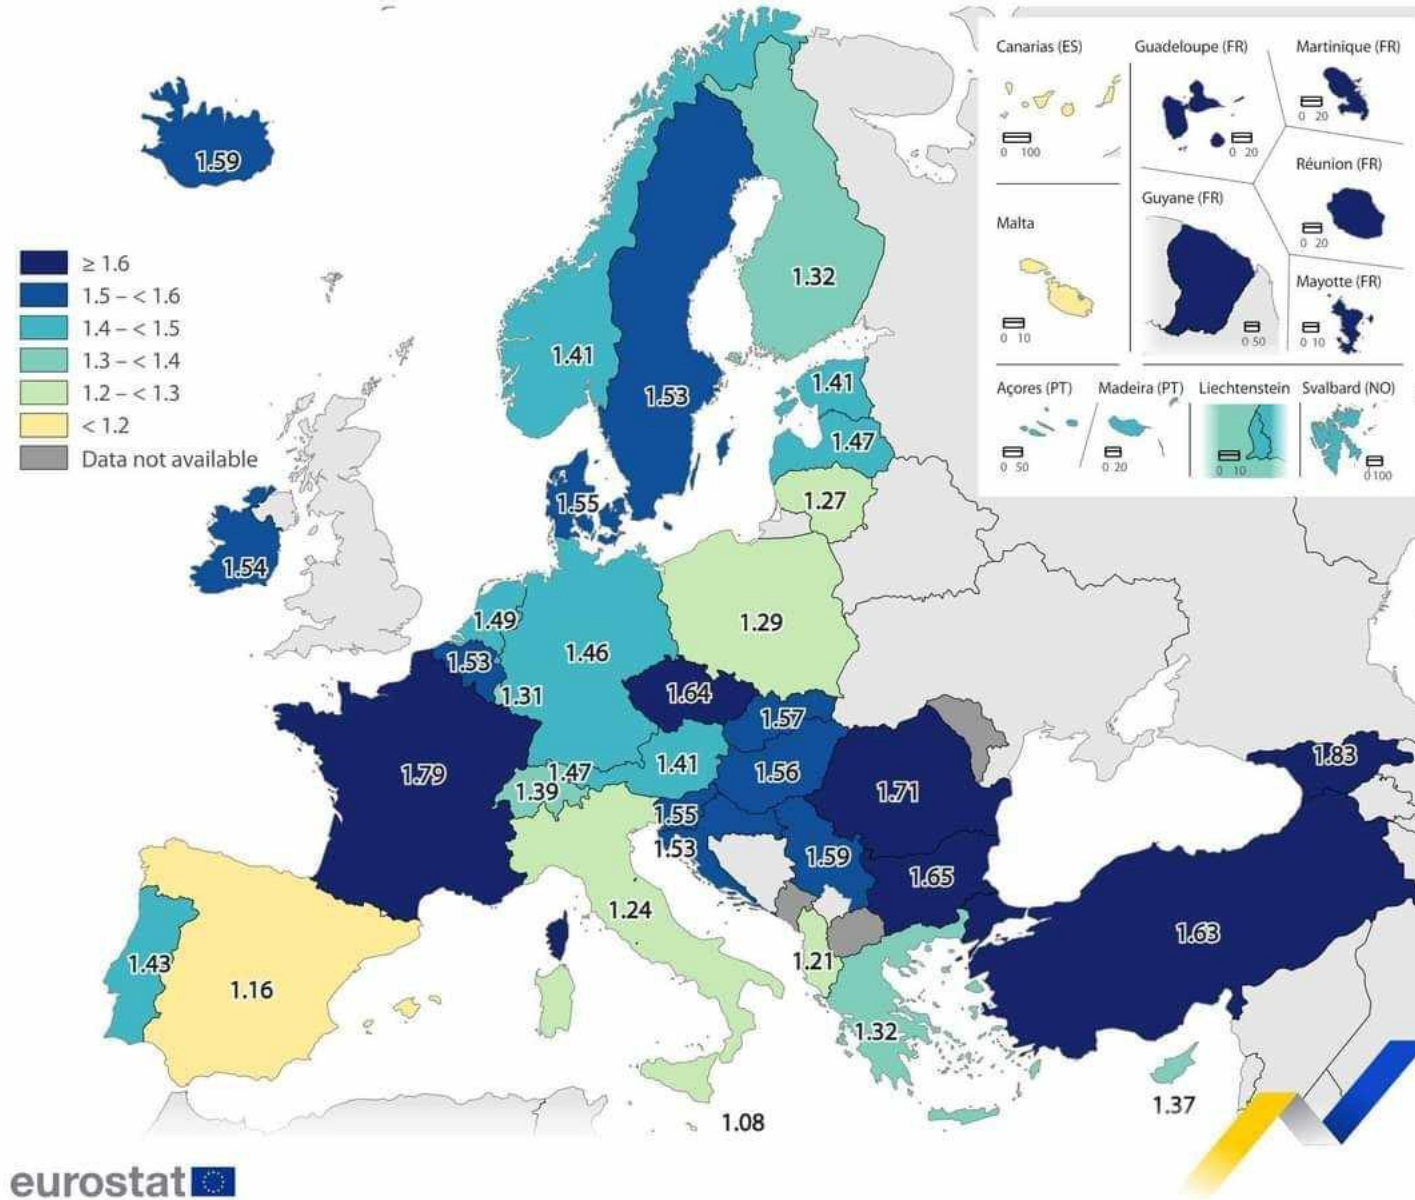 Canarias (ES)
0 100
Guadeloupe (FR)
0 20
Martinique (FR)
0 20
Réunion (FR)
0 20
Guyane (FR)
0 50
Mayotte (FR)
0 10
Malta
0 10
Açores (PT)
0 50
Madeira (PT)
0 20
Liechtenstein
0 10
Svalbard (NO)
0 100
≥ 1.6
1.5 – < 1.6
1.4 – < 1.5
1.3 – < 1.4
1.2 – < 1.3
< 1.2
Data not available
1.59
1.32
1.41
1.53
1.41
1.47
1.27
1.55
1.54
1.49
1.46
1.29
1.53
1.31
1.64
1.57
1.79
1.47
1.39
1.41
1.56
1.71
1.83
1.55
1.53
1.59
1.65
1.24
1.63
1.43
1.16
1.21
1.32
1.08
1.37
eurostat